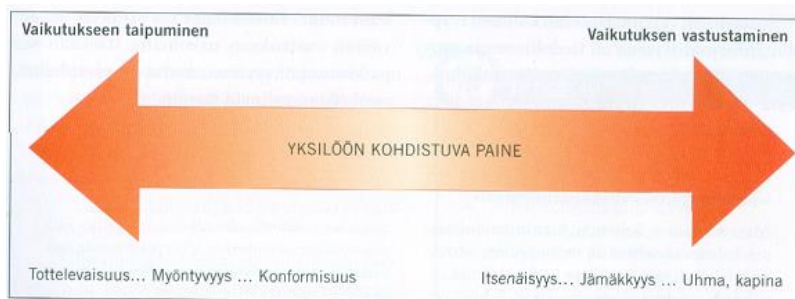 Vaikutukseen taipuminen
Vaikutuksen vastustaminen
YKSILÖÖN KOHDISTUVA PAINE
Tottelevaisuus... Myöntyvyys ... Konformisuus
Itsenäisyys... Jämäkkyys ... Uhma, kapina